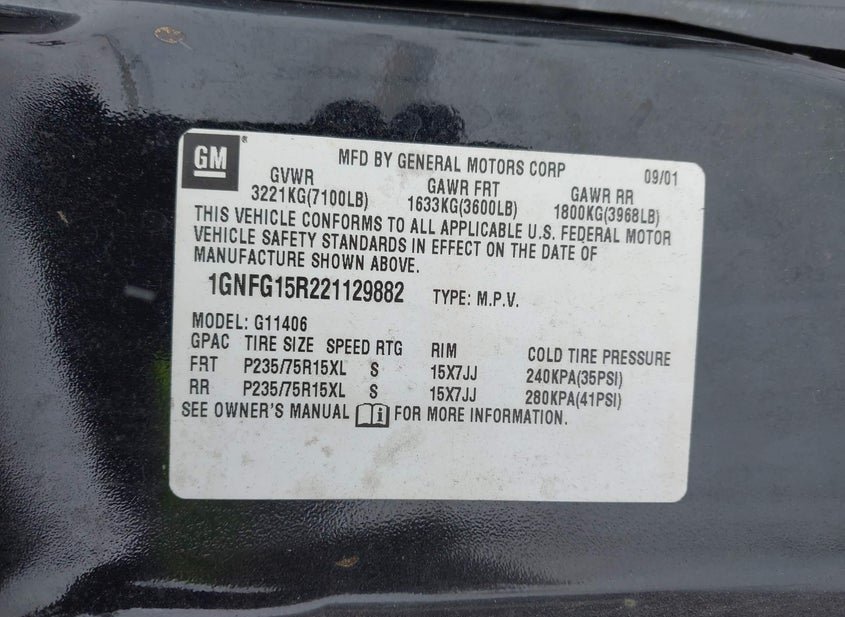 GM ®
MFD BY GENERAL MOTORS CORP 09/01
GVWR GAWR FRT GAWR RR
3221KG(7100LB) 1633KG(3600LB) 1800KG(3968LB)
THIS VEHICLE CONFORMS TO ALL APPLICABLE U.S. FEDERAL MOTOR
VEHICLE SAFETY STANDARDS IN EFFECT ON THE DATE OF
MANUFACTURE SHOWN ABOVE.
1GNFG15R221129882 TYPE: M.P.V.
MODEL: G11406
GPAC TIRE SIZE SPEED RTG RIM COLD TIRE PRESSURE
FRT P235/75R15XL S 15X7JJ 240KPA(35PSI)
RR P235/75R15XL S 15X7JJ 280KPA(41PSI)
SEE OWNER'S MANUAL i FOR MORE INFORMATION.